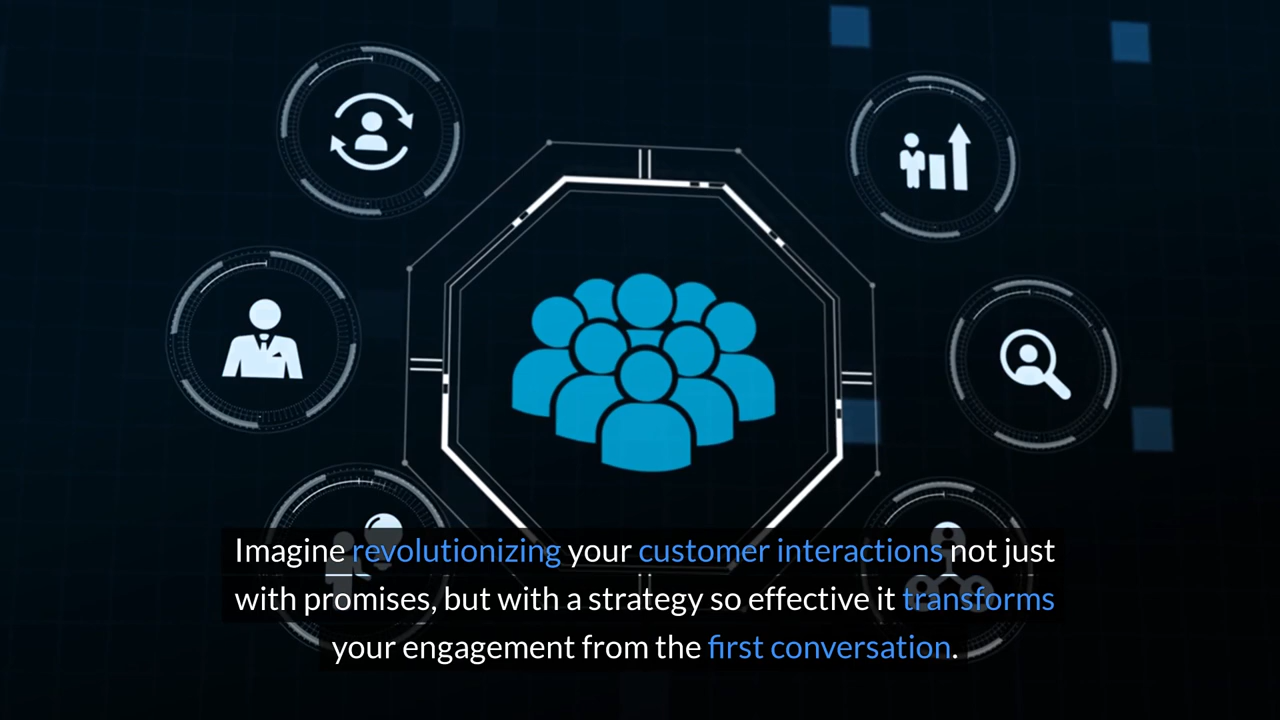 Imagine revolutionizing your customer interactions not just
with promises, but with a strategy so effective it transforms
your engagement from the first conversation.